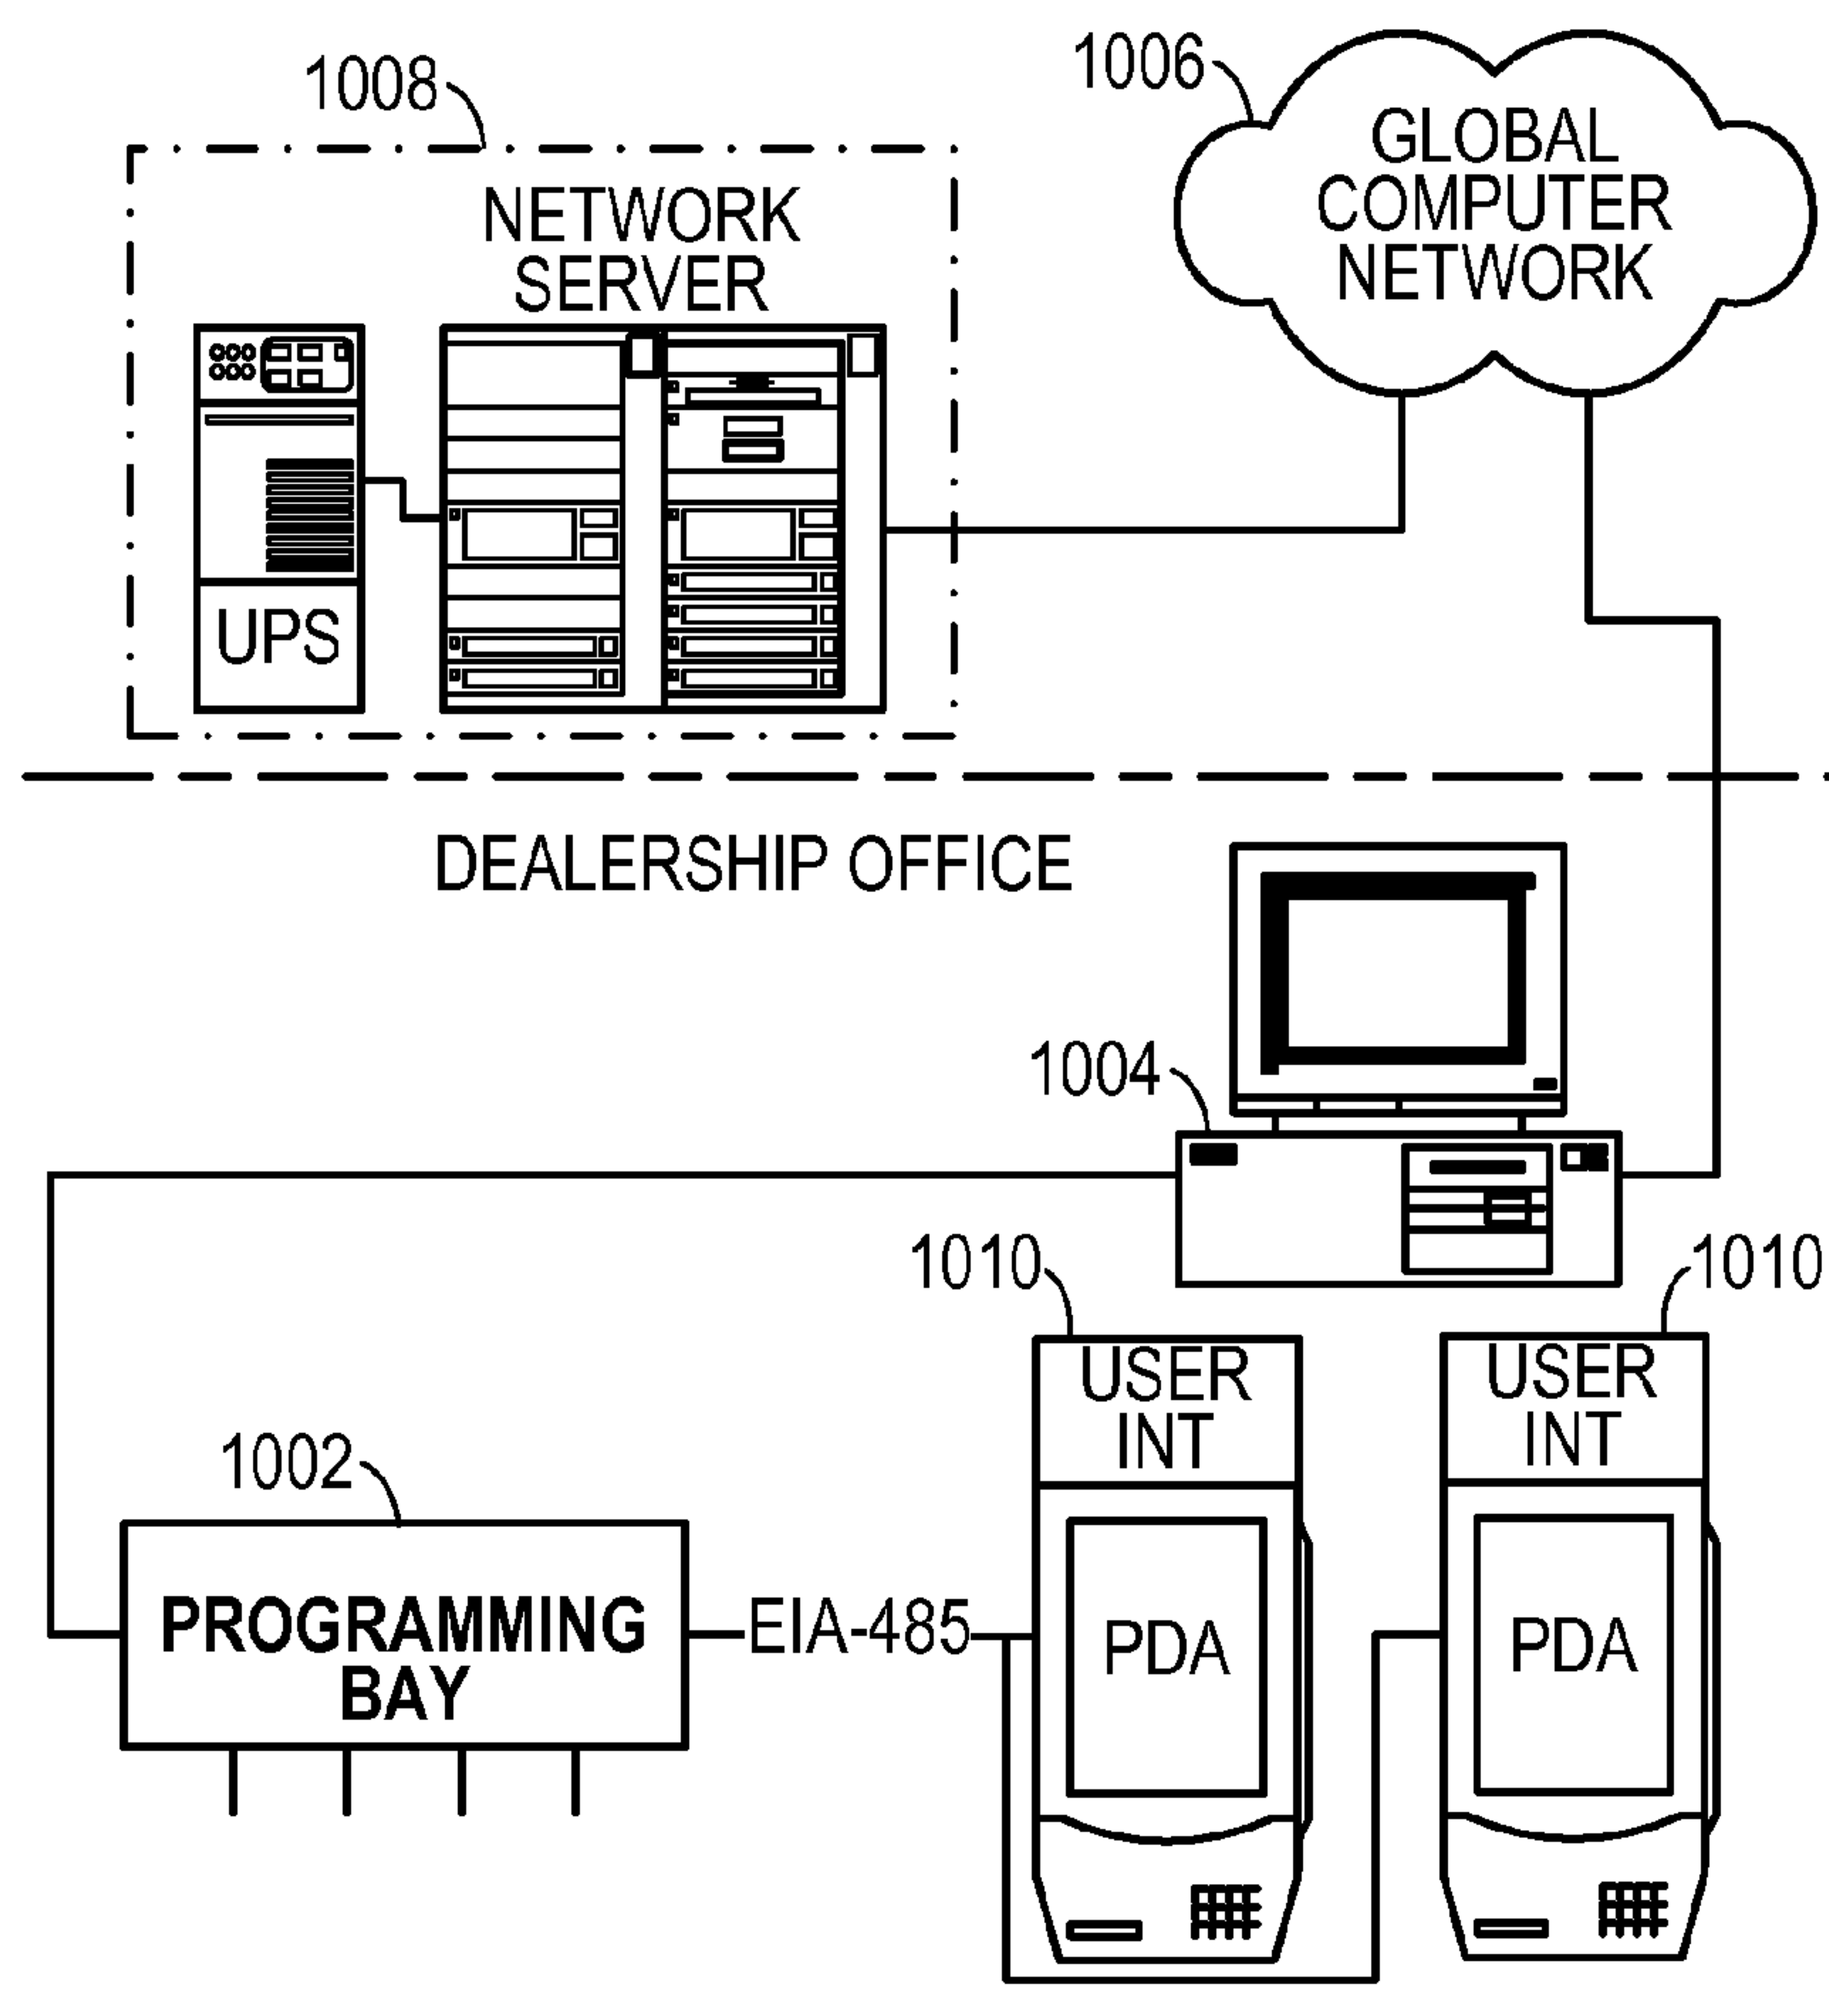 1008
1006
NETWORK
SERVER
GLOBAL
COMPUTER
NETWORK
UPS
DEALERSHIP OFFICE
1004
1010
1010
USER
INT
USER
INT
1002
PROGRAMMING
BAY
EIA-485
PDA
PDA